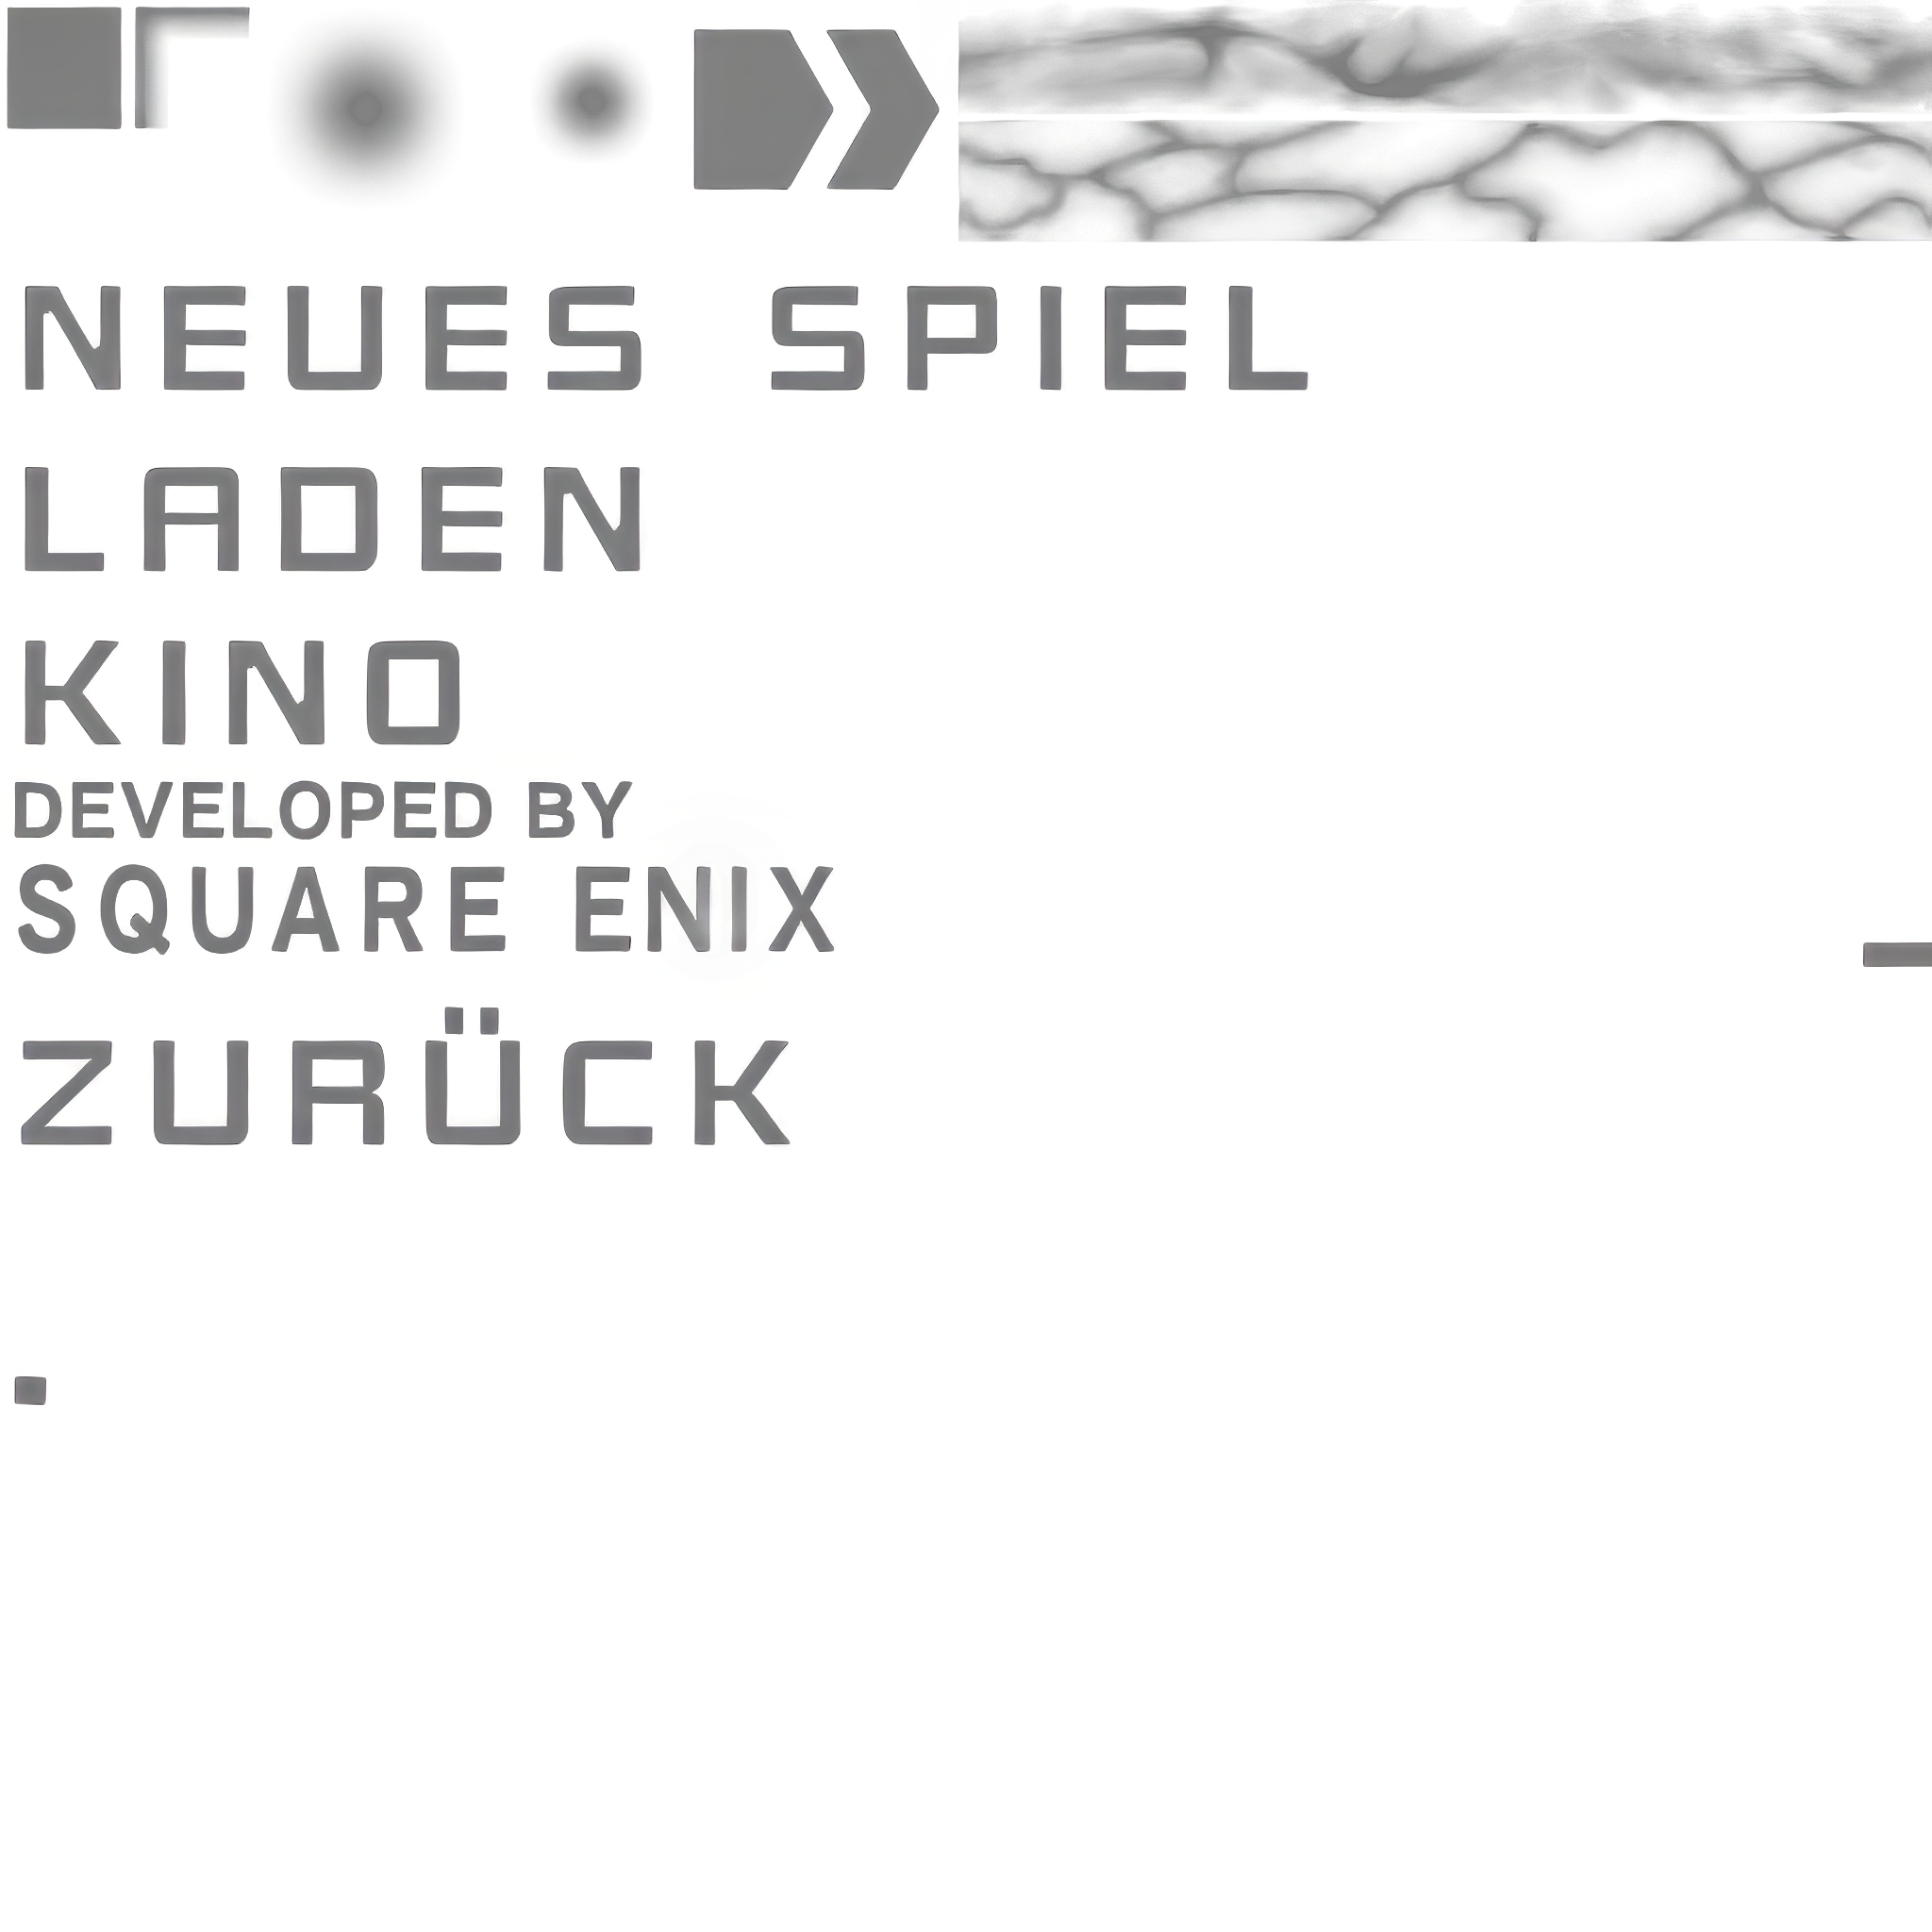 NEUES SPIEL
LADEN
KINO
DEVELOPED BY
SQUARE ENIX
ZURÜCK